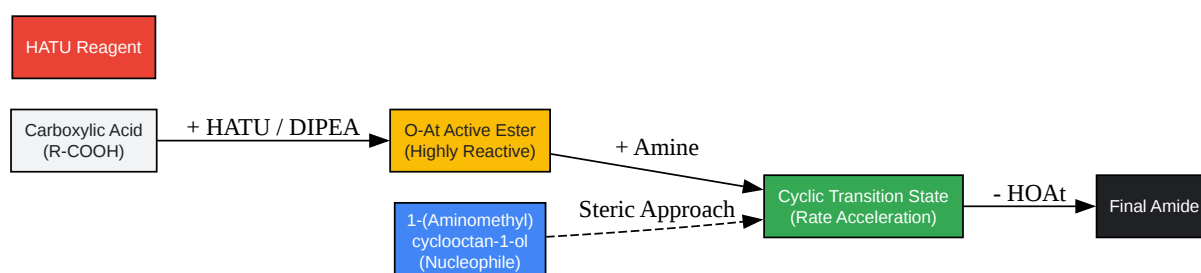 HATU Reagent
Carboxylic Acid
(R-COOH)
+ HATU / DIPEA
O-At Active Ester
(Highly Reactive)
+ Amine
1-(Aminomethyl)
cyclooctan-1-ol
(Nucleophile)
Steric Approach
Cyclic Transition State
(Rate Acceleration)
- HOAt
Final Amide